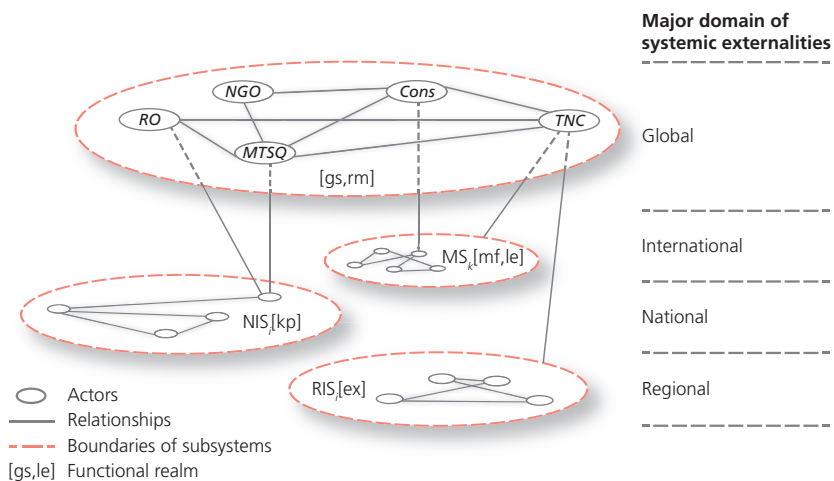 Major domain of
systemic externalities
NGO
Cons
RO
TNC
Global
MTSQ
[gs,rm]
International
MSₖ[mf,le]
NISᵢ[kp]
National
RISᵢ[ex]
Regional
Actors
Relationships
Boundaries of subsystems
[gs,le] Functional realm